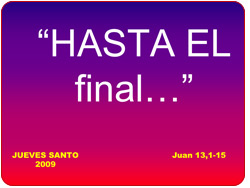 “HASTA EL
final…”
JUEVES SANTO
2009
Juan 13,1-15